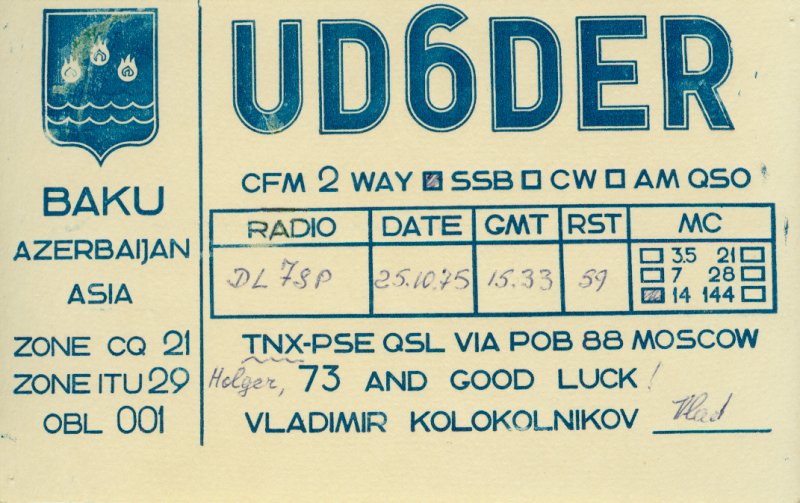 UD6DER
BAKU
AZERBAIJAN
ASIA
ZONE CQ 21
ZONE ITU 29
OBL 001
CFM 2 WAY SSB CW AM QSO
RADIO DATE GMT RST MC
DL7SP 25.10.75 15.33 59
3.5 21
7 28
14 144
TNX-PSE QSL VIA POB 88 MOSCOW
Holger, 73 AND GOOD LUCK!
VLADIMIR KOLOKOLNIKOV Vlad